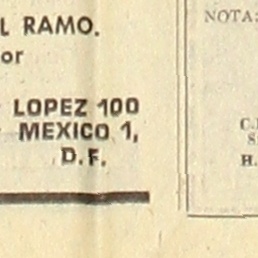 L RAMO.
or
LOPEZ 100
MEXICO 1,
D.F.
NOTA:
C.
S
H.